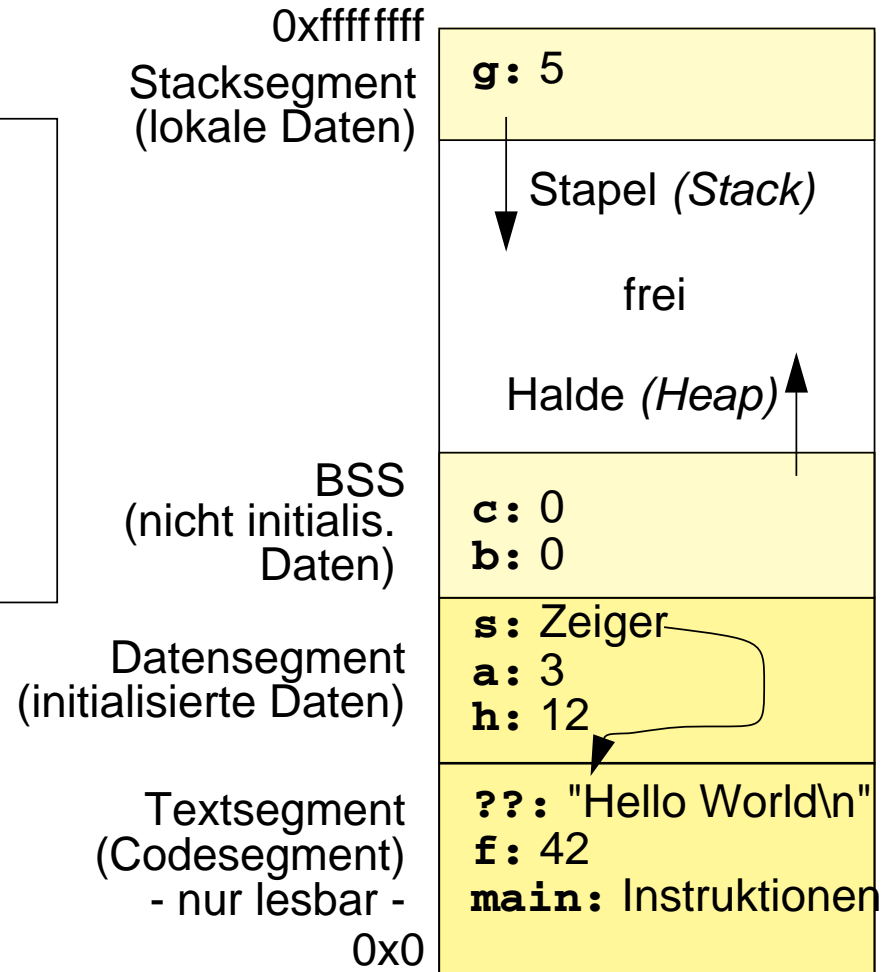 0xffffffff
Stacksegment
(lokale Daten)
g: 5
Stapel (Stack)
frei
Halde (Heap)
BSS
(nicht initialis.
Daten)
c: 0
b: 0
Datensegment
(initialisierte Daten)
s: Zeiger
a: 3
h: 12
Textsegment
(Codesegment)
- nur lesbar -
0x0
??: "Hello World\n"
f: 42
main: Instruktionen